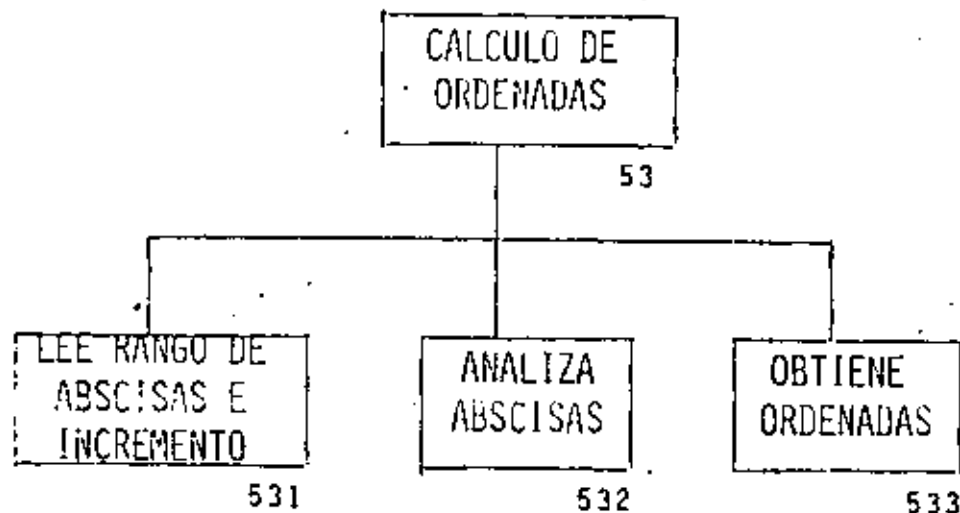 CALCULO DE
ORDENADAS
53
LEE RANGO DE
ABSCISAS E
INCREMENTO
531
ANALIZA
ABSCISAS
532
OBTIENE
ORDENADAS
533